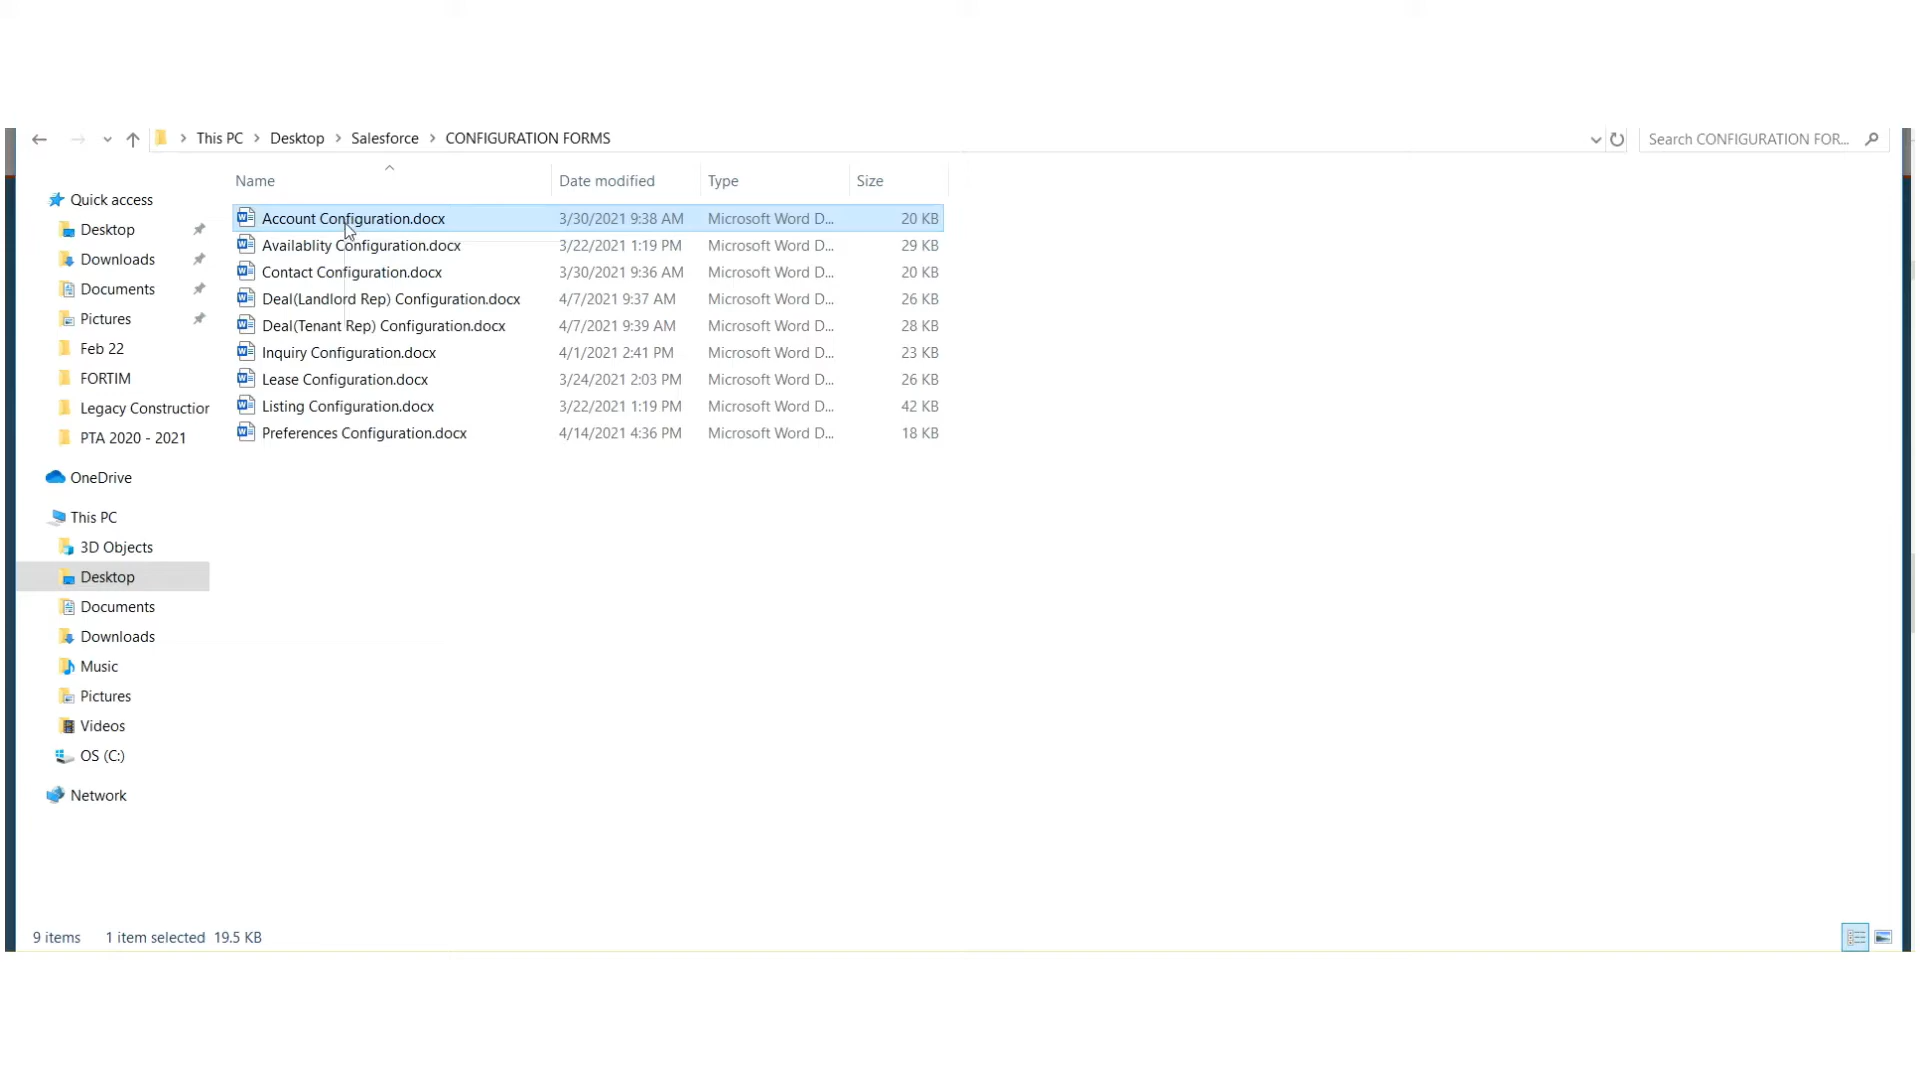 This PC > Desktop > Salesforce > CONFIGURATION FORMS
Search CONFIGURATION FOR...
Name Date modified Type Size
Quick access
Desktop
Downloads
Documents
Pictures
Feb 22
FORTIM
Legacy Construction
PTA 2020 - 2021
OneDrive
This PC
3D Objects
Desktop
Documents
Downloads
Music
Pictures
Videos
OS (C:)
Network
Account Configuration.docx 3/30/2021 9:38 AM Microsoft Word D... 20 KB
Availablity Configuration.docx 3/22/2021 1:19 PM Microsoft Word D... 29 KB
Contact Configuration.docx 3/30/2021 9:36 AM Microsoft Word D... 20 KB
Deal(Landlord Rep) Configuration.docx 4/7/2021 9:37 AM Microsoft Word D... 26 KB
Deal(Tenant Rep) Configuration.docx 4/7/2021 9:39 AM Microsoft Word D... 28 KB
Inquiry Configuration.docx 4/1/2021 2:41 PM Microsoft Word D... 23 KB
Lease Configuration.docx 3/24/2021 2:03 PM Microsoft Word D... 26 KB
Listing Configuration.docx 3/22/2021 1:19 PM Microsoft Word D... 42 KB
Preferences Configuration.docx 4/14/2021 4:36 PM Microsoft Word D... 18 KB
9 items 1 item selected 19.5 KB